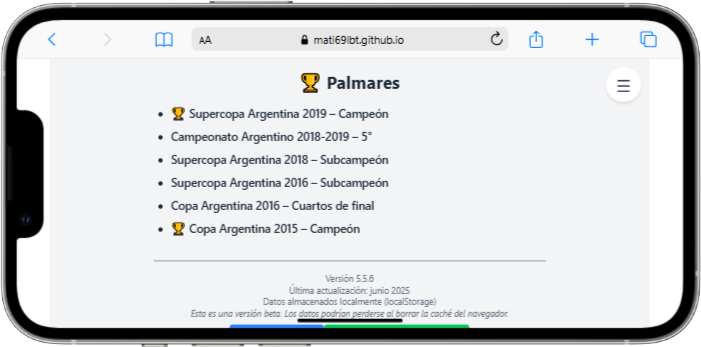 AA mati69lbt.github.io
🏆 Palmares
• 🏆 Supercopa Argentina 2019 – Campeón
• Campeonato Argentino 2018-2019 – 5°
• Supercopa Argentina 2018 – Subcampeón
• Supercopa Argentina 2016 – Subcampeón
• Copa Argentina 2016 – Cuartos de final
• 🏆 Copa Argentina 2015 – Campeón
Versión 5.5.6
Última actualización: junio 2025
Datos almacenados localmente (localStorage)
Esta es una versión beta. Los datos podrían perderse al borrar la caché del navegador.